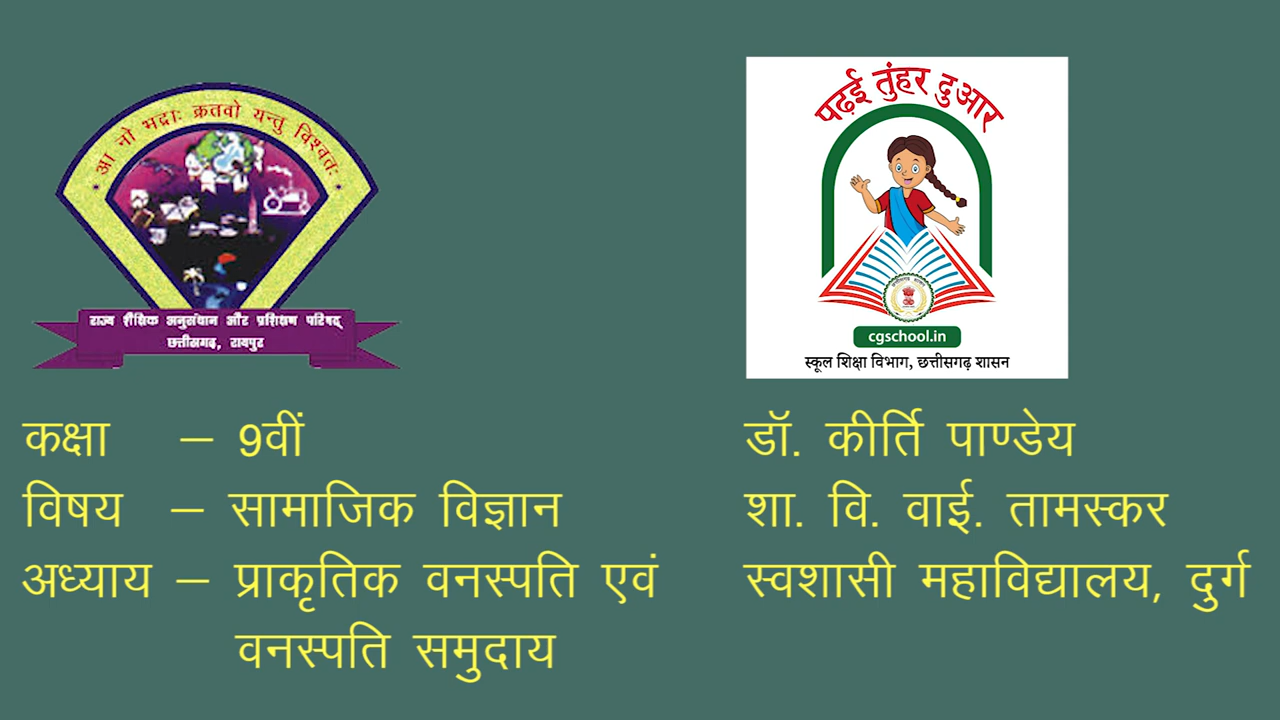 आ नो भद्राः क्रतवो यन्तु विश्वतः
राज्य शैक्षिक अनुसंधान और प्रशिक्षण परिषद्
छत्तीसगढ़, रायपुर
पढ़ई तुंहर दुआर
cgschool.in
स्कूल शिक्षा विभाग, छत्तीसगढ़ शासन
कक्षा – 9वीं
विषय – सामाजिक विज्ञान
अध्याय – प्राकृतिक वनस्पति एवं
वनस्पति समुदाय
डॉ. कीर्ति पाण्डेय
शा. वि. वाई. तामस्कर
स्वशासी महाविद्यालय, दुर्ग